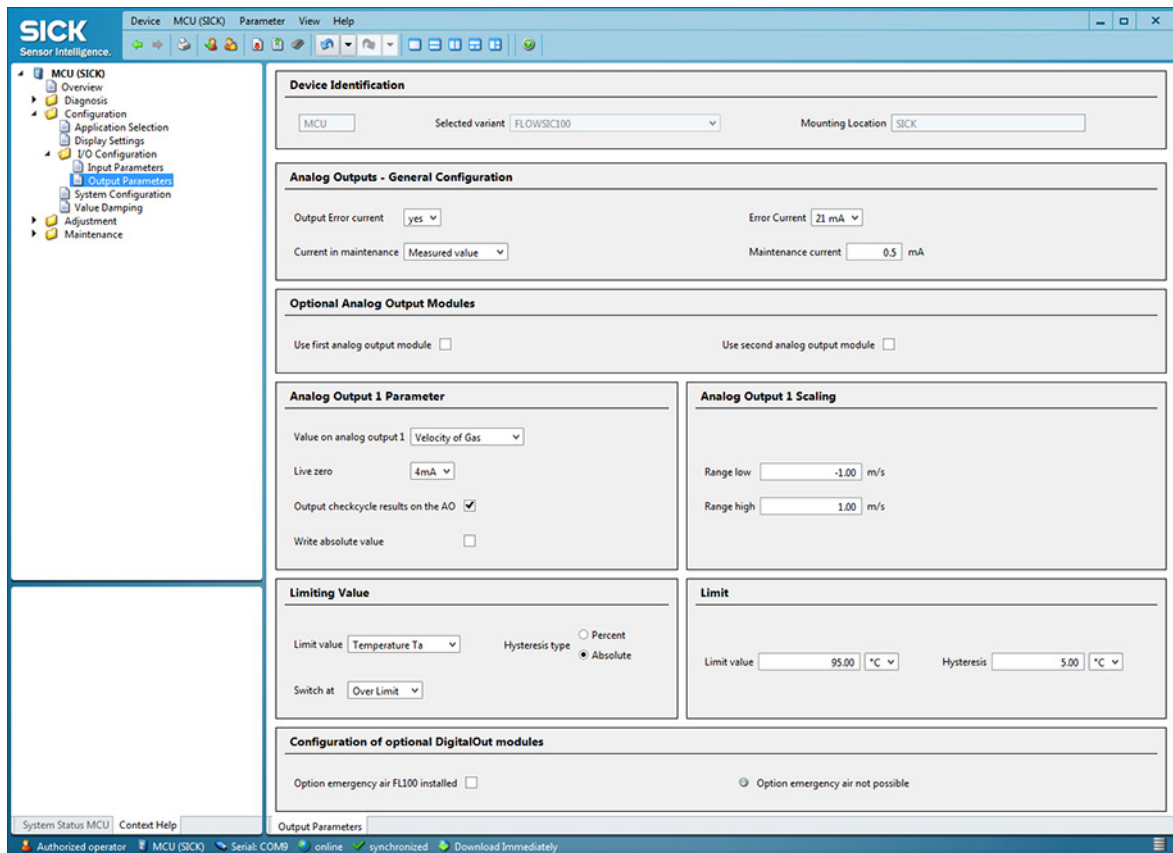 SICK
Sensor Intelligence.
Device MCU (SICK) Parameter View Help
MCU (SICK)
Overview
Diagnosis
Configuration
Application Selection
Display Settings
I/O Configuration
Input Parameters
Output Parameters
System Configuration
Value Damping
Adjustment
Maintenance
Device Identification
MCU Selected variant FLOWSIC100 Mounting Location SICK
Analog Outputs - General Configuration
Output Error current yes Error Current 21 mA
Current in maintenance Measured value Maintenance current 0.5 mA
Optional Analog Output Modules
Use first analog output module Use second analog output module
Analog Output 1 Parameter
Value on analog output 1 Velocity of Gas
Live zero 4mA
Output checkcycle results on the AO
Write absolute value
Analog Output 1 Scaling
Range low -1.00 m/s
Range high 1.00 m/s
Limiting Value
Limit value Temperature Ta Hysteresis type Percent
Absolute
Switch at Over Limit
Limit
Limit value 95.00 °C Hysteresis 5.00 °C
Configuration of optional DigitalOut modules
Option emergency air FL100 installed Option emergency air not possible
System Status MCU Context Help
Output Parameters
Authorized operator MCU (SICK) Serial: COM9 online synchronized Download Immediately